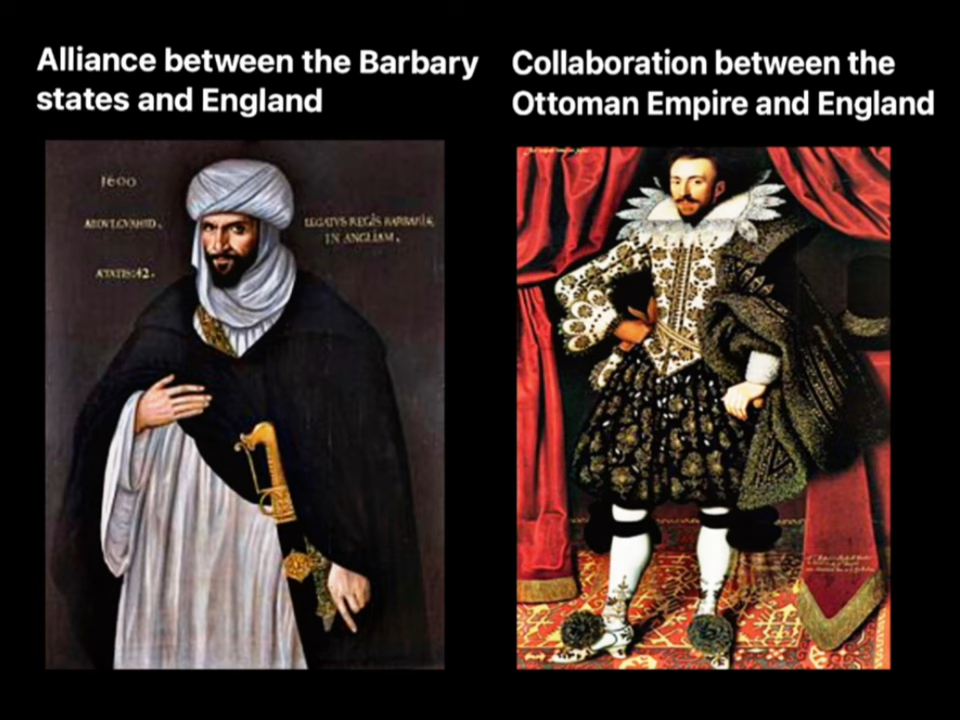 Alliance between the Barbary
states and England
Collaboration between the
Ottoman Empire and England
1600
ABDVLGVAHID.
LEGATVS REGIS BARBARIÆ
IN ANGLIAM.
ÆTATIS:42.